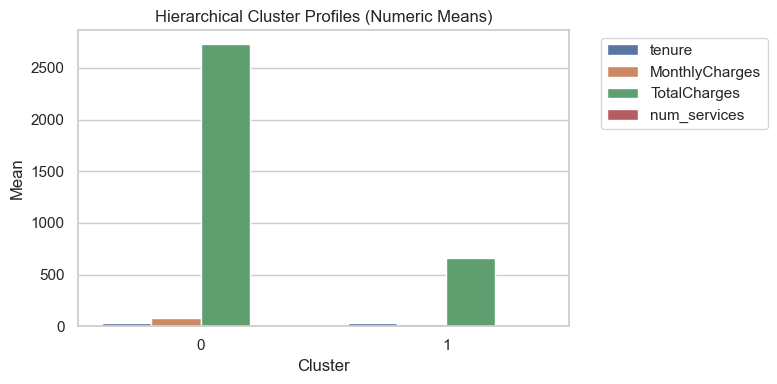 Hierarchical Cluster Profiles (Numeric Means)
tenure
MonthlyCharges
TotalCharges
num_services
Mean
2500
2000
1500
1000
500
0
0 1
Cluster